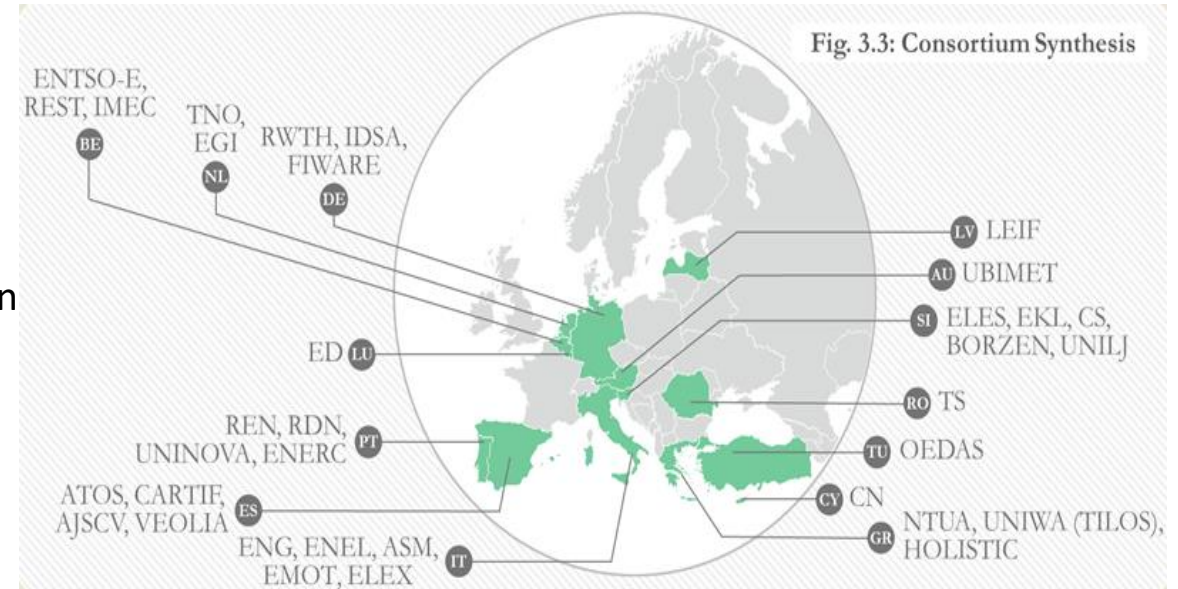 Fig. 3.3: Consortium Synthesis
ENTSO-E,
REST, IMEC
BE
TNO,
EGI
NL
RWTH, IDSA,
FIWARE
DE
n
LV LEIF
AU UBIMET
SI ELES, EKL, CS,
BORZEN, UNILJ
ED LU
RO TS
REN, RDN,
UNINOVA, ENERC
PT
TU OEDAS
ATOS, CARTIF,
AJSCV, VEOLIA
ES
CY CN
GR NTUA, UNIWA (TILOS),
HOLISTIC
ENG, ENEL, ASM,
EMOT, ELEX
IT